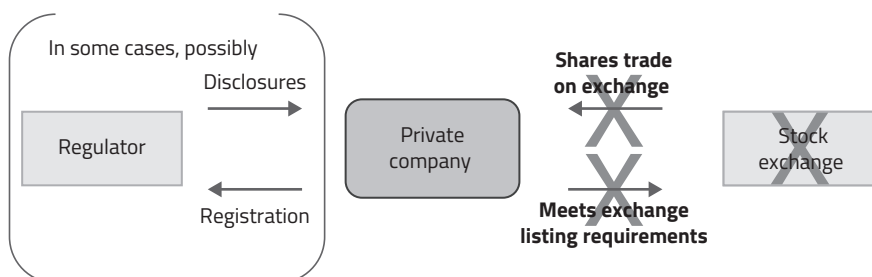 In some cases, possibly
Disclosures
Regulator
Registration
Private
company
Shares trade
on exchange
Meets exchange
listing requirements
Stock
exchange